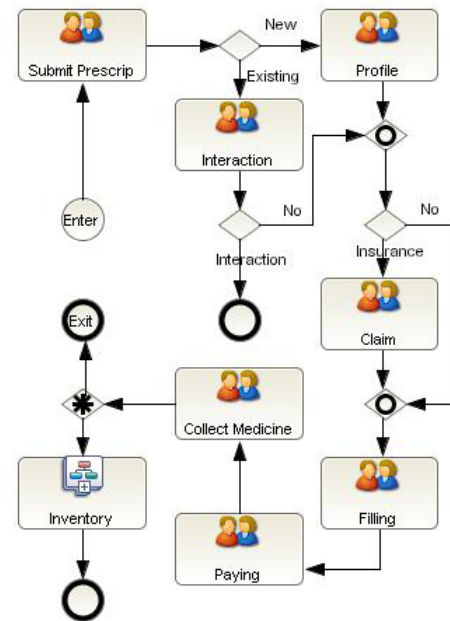 New
Submit Prescrip
Profile
Existing
Interaction
No
No
Enter
Interaction
Insurance
Claim
Exit
Collect Medicine
Inventory
Filling
Paying